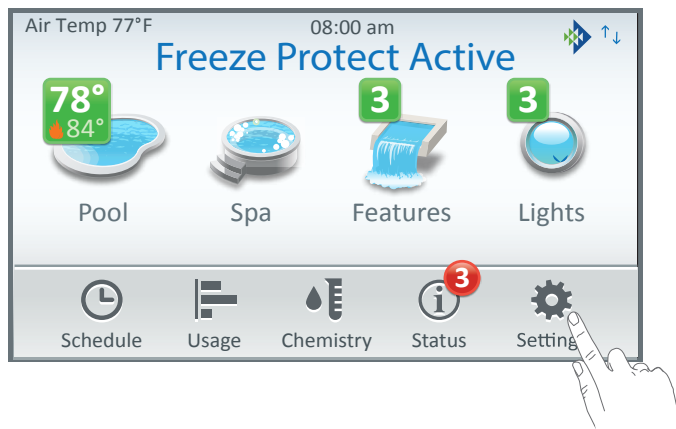 Air Temp 77°F
08:00 am
Freeze Protect Active
78°
84°
3
3
Pool
Spa
Features
Lights
3
Schedule
Usage
Chemistry
Status
Setting